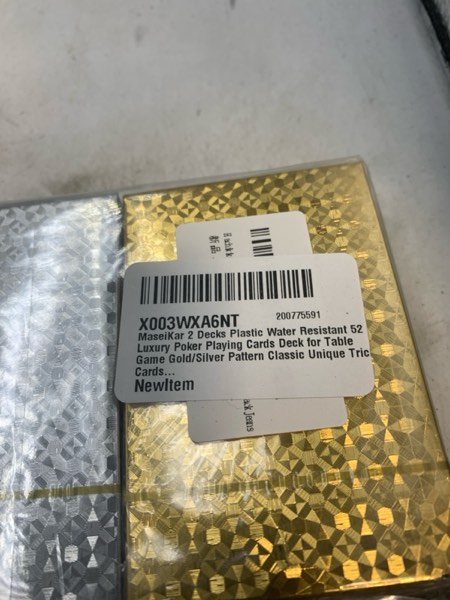 X003WXA6NT
200775591
MaseiKar 2 Decks Plastic Water Resistant 52
Luxury Poker Playing Cards Deck for Table
Game Gold/Silver Pattern Classic Unique Tric
Cards...
NewItem